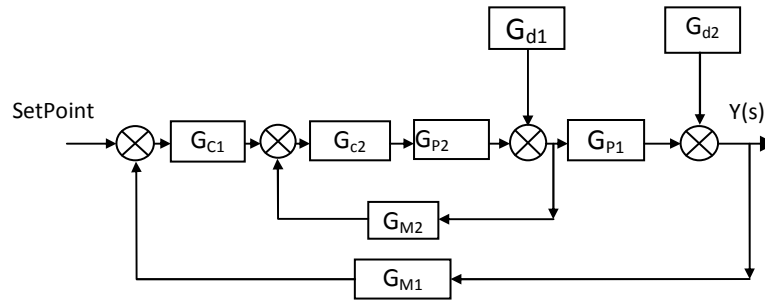 G_d1
G_d2
SetPoint
Y(s)
G_C1
G_c2
G_P2
G_P1
G_M2
G_M1